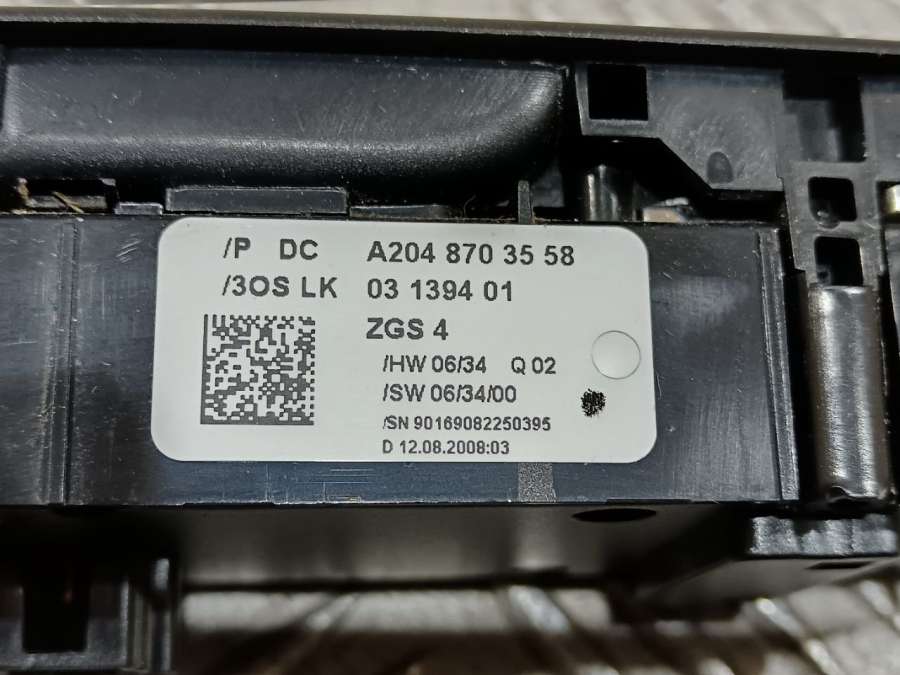 /P DC A204 870 35 58
/3OS LK 03 1394 01
ZGS 4
/HW 06/34 Q 02
/SW 06/34/00
/SN 90169082250395
D 12.08.2008:03